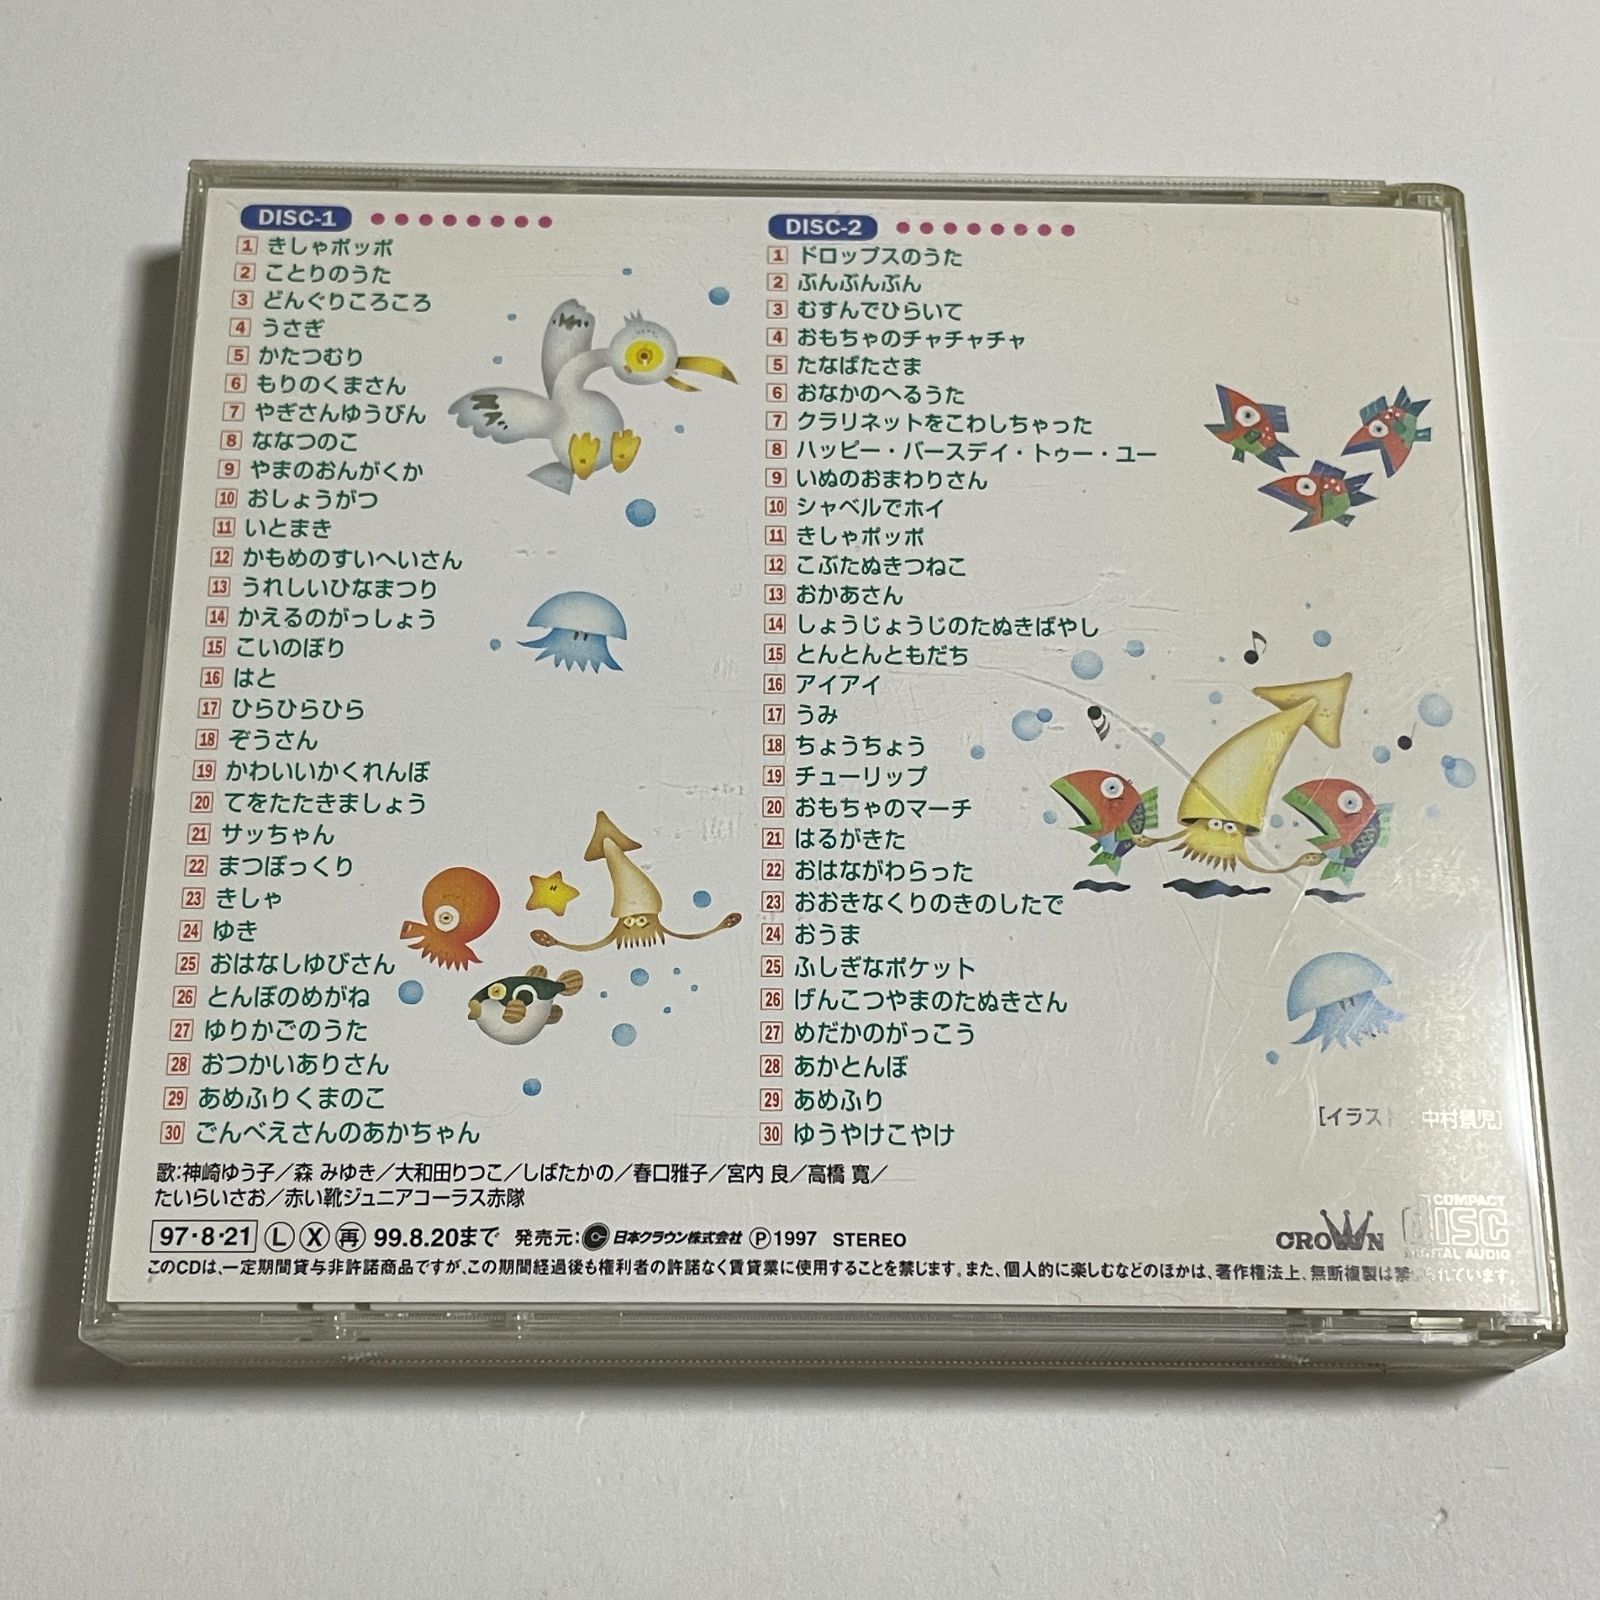 DISC-1
1 きしゃポッポ
2 ことりのうた
3 どんぐりころころ
4 うさぎ
5 かたつむり
6 もりのくまさん
7 やぎさんゆうびん
8 ななつのこ
9 やまのおんがくか
10 おしょうがつ
11 いとまき
12 かもめのすいへいさん
13 うれしいひなまつり
14 かえるのがっしょう
15 こいのぼり
16 はと
17 ひらひらひら
18 ぞうさん
19 かわいいかくれんぼ
20 てをたたきましょう
21 サッちゃん
22 まつぼっくり
23 きしゃ
24 ゆき
25 おはなしゆびさん
26 とんぼのめがね
27 ゆりかごのうた
28 おつかいありさん
29 あめふりくまのこ
30 ごんべえさんのあかちゃん
DISC-2
1 ドロップスのうた
2 ぶんぶんぶん
3 むすんでひらいて
4 おもちゃのチャチャチャ
5 たなばたさま
6 おなかのへるうた
7 クラリネットをこわしちゃった
8 ハッピー・バースデイ・トゥー・ユー
9 いぬのおまわりさん
10 シャベルでホイ
11 きしゃポッポ
12 こぶたぬきつねこ
13 おかあさん
14 しょうじょうじのたぬきばやし
15 とんとんともだち
16 アイアイ
17 うみ
18 ちょうちょう
19 チューリップ
20 おもちゃのマーチ
21 はるがきた
22 おはながわらった
23 おおきなくりのきのしたで
24 おうま
25 ふしぎなポケット
26 げんこつやまのたぬきさん
27 めだかのがっこう
28 あかとんぼ
29 あめふり
30 ゆうやけこやけ
[イラスト 中村景児]
歌:神崎ゆう子/森 みゆき/大和田りつこ/しばたかの/春口雅子/宮内 良/高橋 寛/
たいらいさお/赤い靴ジュニアコーラス赤隊
97・8・21 L X 再 99.8.20まで 発売元: 日本クラウン株式会社 Ⓟ1997 STEREO
CROWN
COMPACT
DISC
DIGITAL AUDIO
このCDは、一定期間貸与非許諾商品ですが、この期間経過後も権利者の許諾なく賃貸業に使用することを禁じます。また、個人的に楽しむなどのほかは、著作権法上、無断複製は禁じられています。